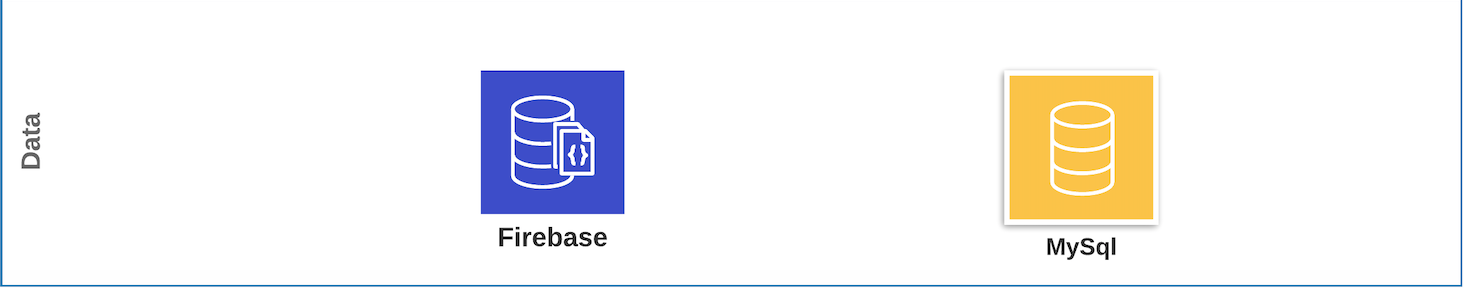 Data
{}
Firebase
MySql